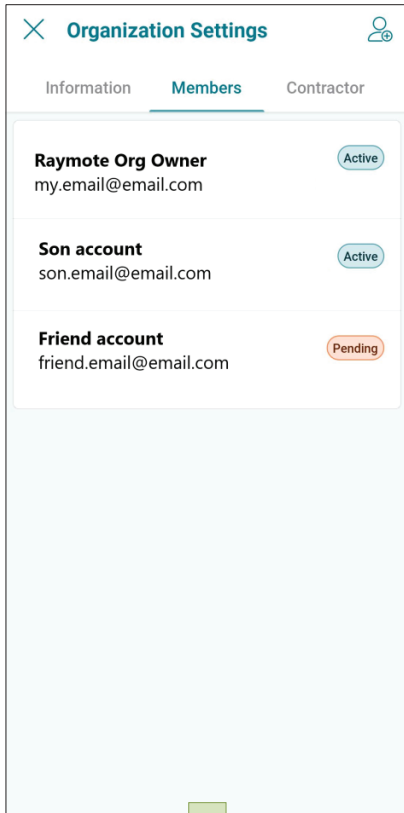 Organization Settings
Information Members Contractor
Raymote Org Owner Active
my.email@email.com
Son account Active
son.email@email.com
Friend account Pending
friend.email@email.com